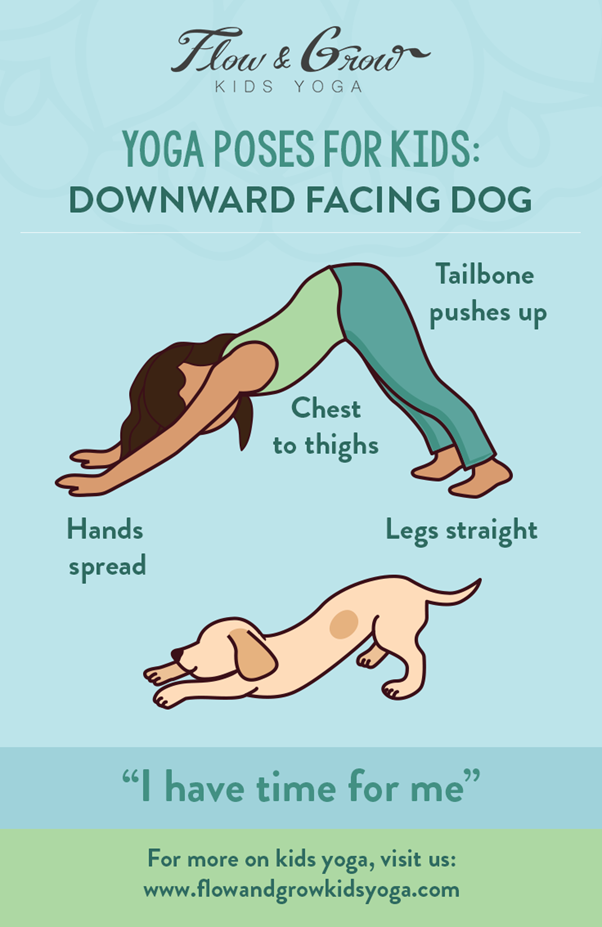 Flow & Grow
KIDS YOGA
YOGA POSES FOR KIDS:
DOWNWARD FACING DOG
Tailbone
pushes up
Chest
to thighs
Hands
spread
Legs straight
“I have time for me”
For more on kids yoga, visit us:
www.flowandgrowkidsyoga.com